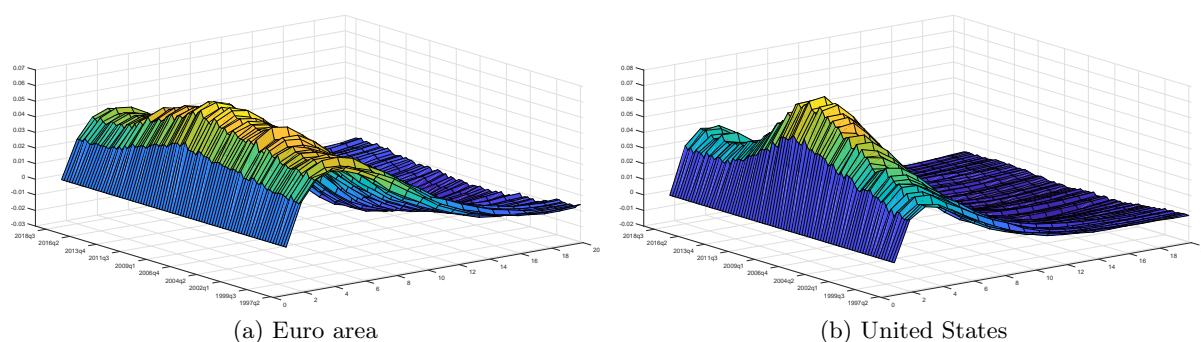 0.07
0.06
0.05
0.04
0.03
0.02
0.01
0
-0.01
-0.02
-0.03
2018q3
2016q2
2013q4
2011q3
2009q1
2006q4
2004q2
2002q1
1999q3
1997q2
0
2
4
6
8
10
12
14
16
18
20
(a) Euro area
0.08
0.07
0.06
0.05
0.04
0.03
0.02
0.01
0
-0.01
-0.02
2018q3
2016q2
2013q4
2011q3
2009q1
2006q4
2004q2
2002q1
1999q3
1997q2
0
2
4
6
8
10
12
14
16
18
(b) United States